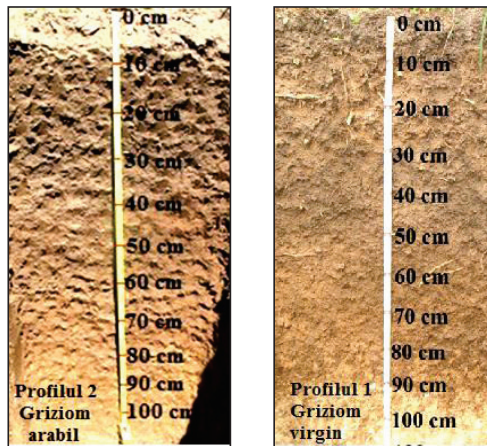 0 cm
10 cm
20 cm
30 cm
40 cm
50 cm
60 cm
70 cm
80 cm
90 cm
100 cm
Profilul 2
Griziom
arabil
0 cm
10 cm
20 cm
30 cm
40 cm
50 cm
60 cm
70 cm
80 cm
90 cm
100 cm
Profilul 1
Griziom
virgin